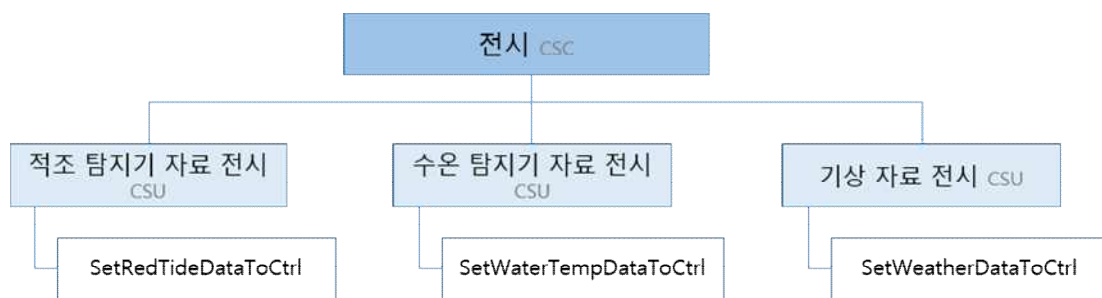 전시 CSC
적조 탐지기 자료 전시
CSU
수온 탐지기 자료 전시
CSU
기상 자료 전시 CSU
SetRedTideDataToCtrl
SetWaterTempDataToCtrl
SetWeatherDataToCtrl